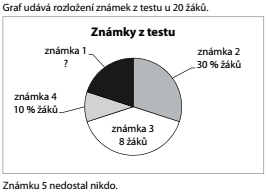 Graf udává rozložení známek z testu u 20 žáků.
Známky z testu
známka 1
?
známka 2
30 % žáků
známka 4
10 % žáků
známka 3
8 žáků
Známku 5 nedostal nikdo.